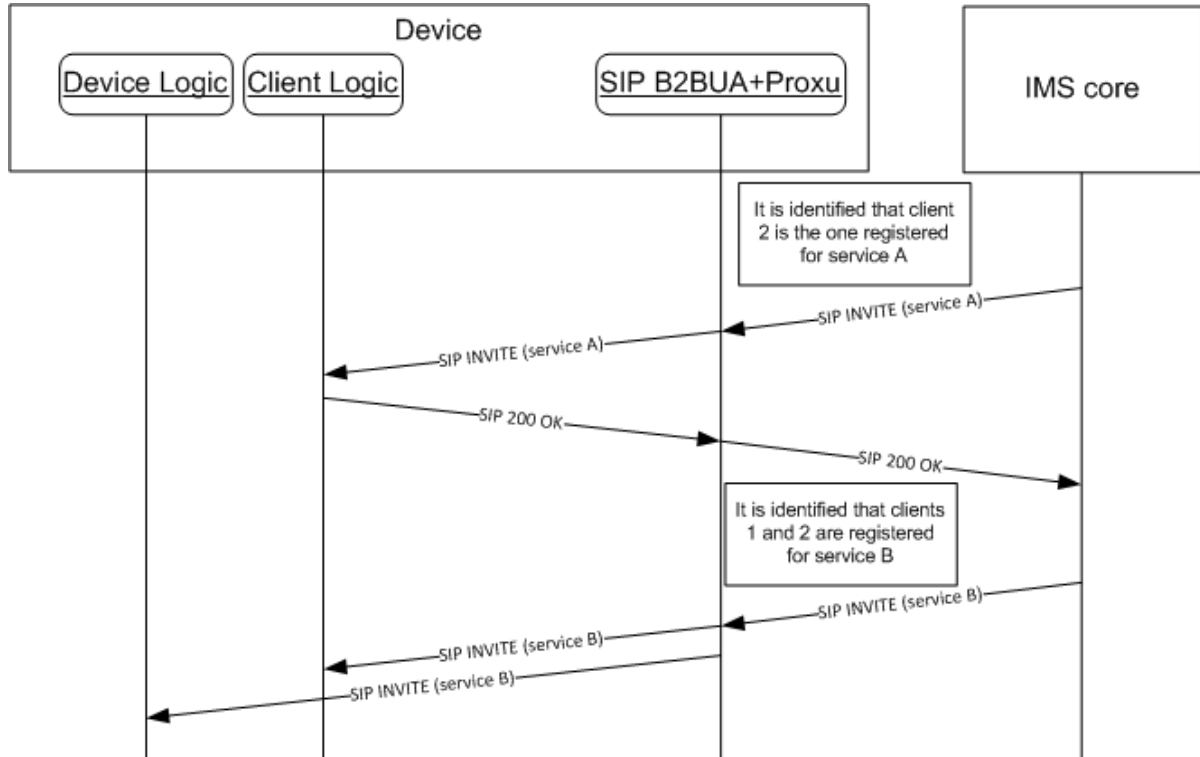 Device
Device Logic
Client Logic
SIP B2BUA+Proxu
IMS core
It is identified that client
2 is the one registered
for service A
SIP INVITE (service A)
SIP INVITE (service A)
SIP 200 OK
SIP 200 OK
It is identified that clients
1 and 2 are registered
for service B
SIP INVITE (service B)
SIP INVITE (service B)
SIP INVITE (service B)